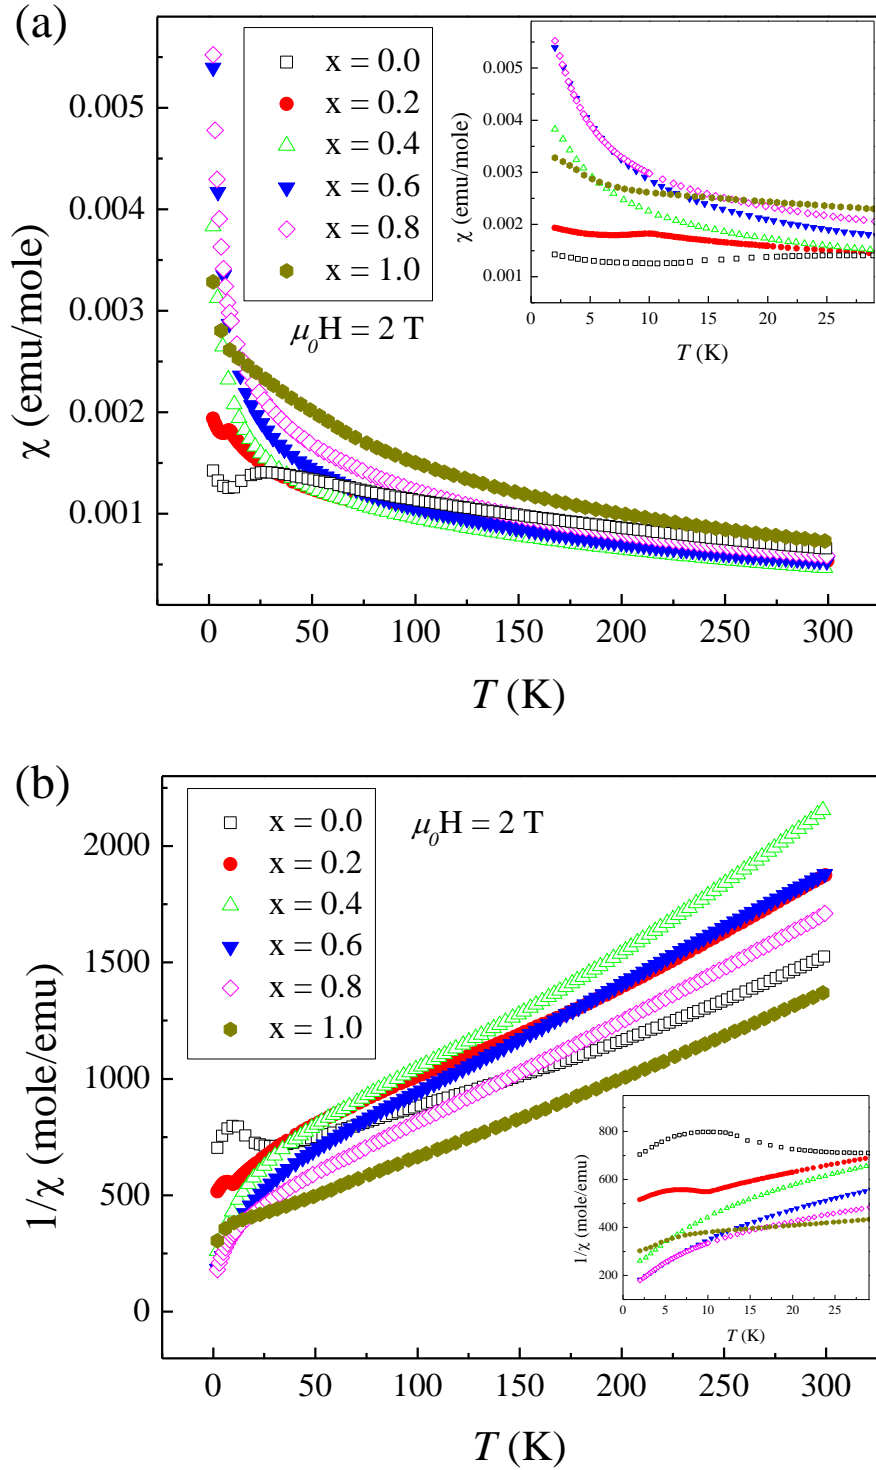 (a)
x = 0.0
x = 0.2
x = 0.4
x = 0.6
x = 0.8
x = 1.0
μ0H = 2 T
χ (emu/mole)
0.005
0.004
0.003
0.002
0.001
0 50 100 150 200 250 300
T (K)
χ (emu/mole)
0.005
0.004
0.003
0.002
0.001
0 5 10 15 20 25
T (K)
(b)
x = 0.0
x = 0.2
x = 0.4
x = 0.6
x = 0.8
x = 1.0
μ0H = 2 T
1/χ (mole/emu)
2000
1500
1000
500
0
0 50 100 150 200 250 300
T (K)
1/χ (mole/emu)
800
600
400
200
0 5 10 15 20 25
T (K)